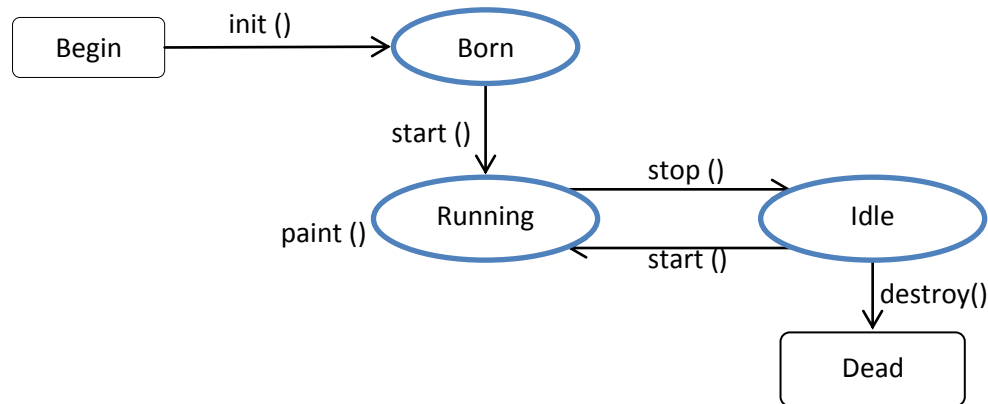 init ()
Begin
Born
start ()
stop ()
Running
Idle
paint ()
start ()
destroy()
Dead